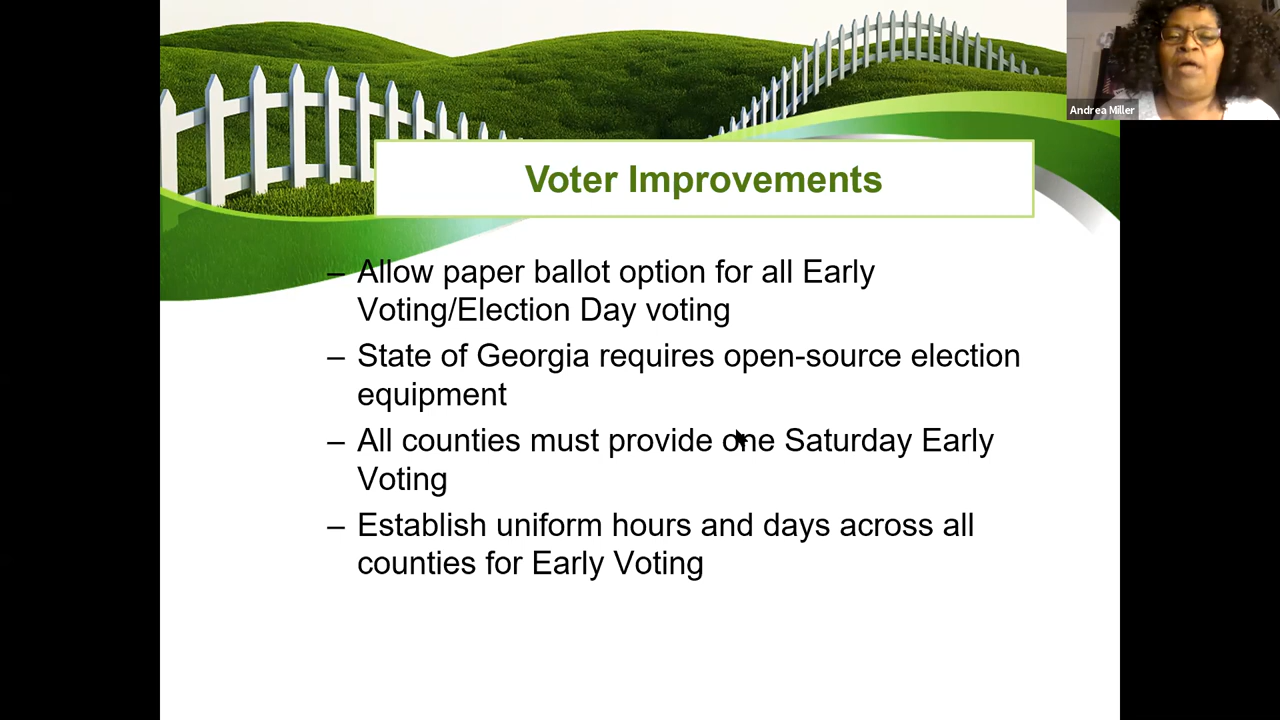 Andrea Miller
Voter Improvements
– Allow paper ballot option for all Early
Voting/Election Day voting
– State of Georgia requires open-source election
equipment
– All counties must provide one Saturday Early
Voting
– Establish uniform hours and days across all
counties for Early Voting